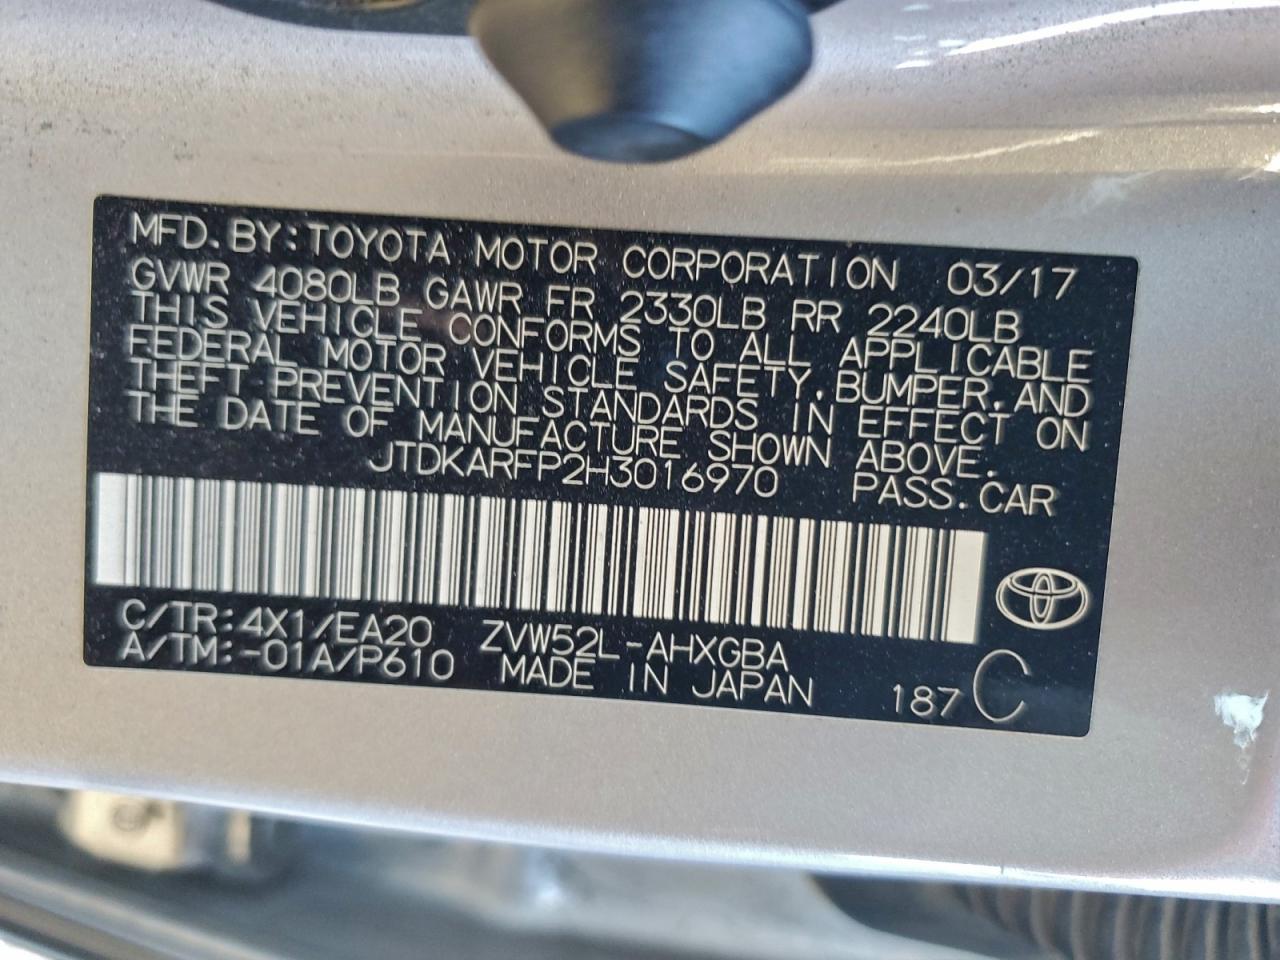 MFD. BY: TOYOTA MOTOR CORPORATION 03/17
GVWR 4080LB GAWR FR 2330LB RR 2240LB
THIS VEHICLE CONFORMS TO ALL APPLICABLE
FEDERAL MOTOR VEHICLE SAFETY, BUMPER, AND
THEFT PREVENTION STANDARDS IN EFFECT ON
THE DATE OF MANUFACTURE SHOWN ABOVE.
JTDKARFP2H3016970 PASS. CAR
C/TR:4X1/EA20 ZVW52L-AHXGBA
A/TM:-01A/P610 MADE IN JAPAN 187 C